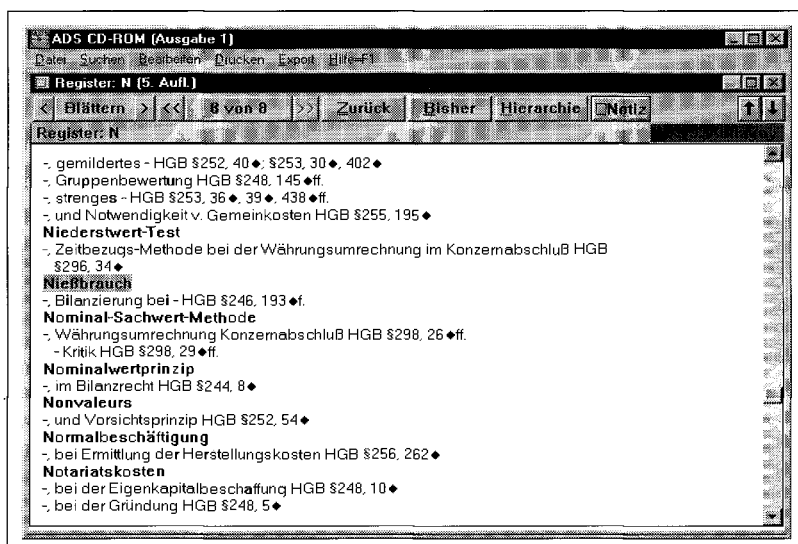 ADS CD-ROM (Ausgabe 1)
Datei Suchen Bearbeiten Drucken Export Hilfe=F1
Register: N (5. Aufl.)
< Blättern > << 8 von 8 >> Zurück Bisher Hierarchie Notiz
Register: N
-, gemildertes - HGB §252, 40◆; §253, 30◆, 402◆
-, Gruppenbewertung HGB §248, 145◆ff.
-, strenges - HGB §253, 36◆, 39◆, 438◆ff.
-, und Notwendigkeit v. Gemeinkosten HGB §255, 195◆
Niederstwert-Test
-, Zeitbezugs-Methode bei der Währungsumrechnung im Konzernabschluß HGB
§296, 34◆
Nießbrauch
-, Bilanzierung bei - HGB §246, 193◆f.
Nominal-Sachwert-Methode
-, Währungsumrechnung Konzernabschluß HGB §298, 26◆ff.
- Kritik HGB §298, 29◆ff.
Nominalwertprinzip
-, im Bilanzrecht HGB §244, 8◆
Nonvaleurs
-, und Vorsichtsprinzip HGB §252, 54◆
Normalbeschäftigung
-, bei Ermittlung der Herstellungskosten HGB §256, 262◆
Notariatskosten
-, bei der Eigenkapitalbeschaffung HGB §248, 10◆
-, bei der Gründung HGB §248, 5◆